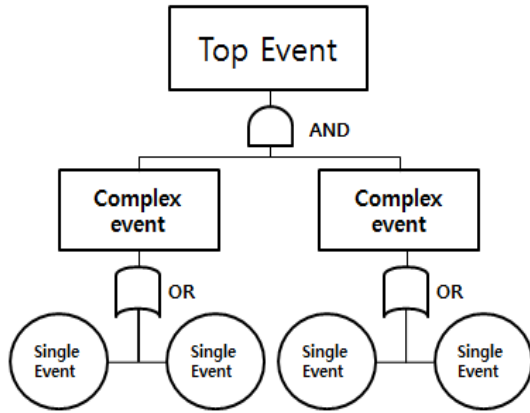 Top Event
AND
Complex
event
Complex
event
OR
OR
Single
Event
Single
Event
Single
Event
Single
Event